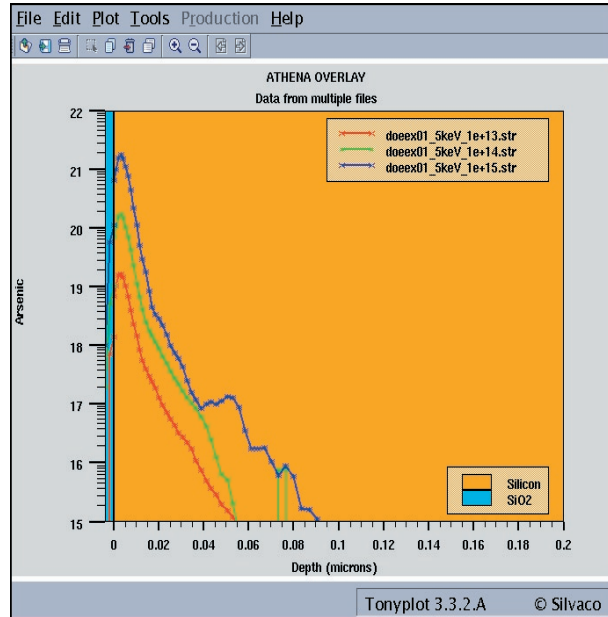 File Edit Plot Tools Production Help
ATHENA OVERLAY
Data from multiple files
22
21
20
19
18
17
16
15
Arsenic
doeex01_5keV_1e+13.str
doeex01_5keV_1e+14.str
doeex01_5keV_1e+15.str
Silicon
SiO2
0 0.02 0.04 0.06 0.08 0.1 0.12 0.14 0.16 0.18 0.2
Depth (microns)
Tonyplot 3.3.2.A © Silvaco